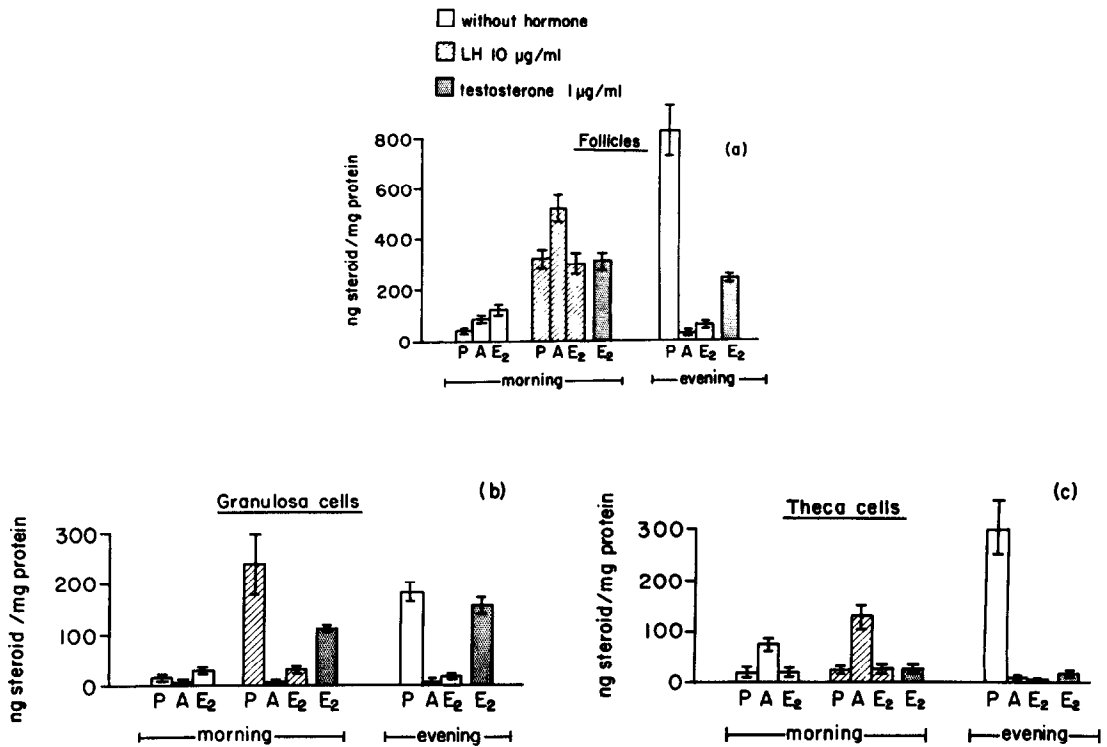 without hormone
LH 10 µg/ml
testosterone 1µg/ml
Follicles
(a)
ng steroid/mg protein
800
600
400
200
0
P A E₂ P A E₂ E₂ P A E₂ E₂
morning evening
Granulosa cells
(b)
ng steroid/mg protein
300
200
100
0
P A E₂ P A E₂ E₂ P A E₂ E₂
morning evening
Theca cells
(c)
ng steroid/mg protein
300
200
100
0
P A E₂ P A E₂ E₂ P A E₂ E₂
morning evening